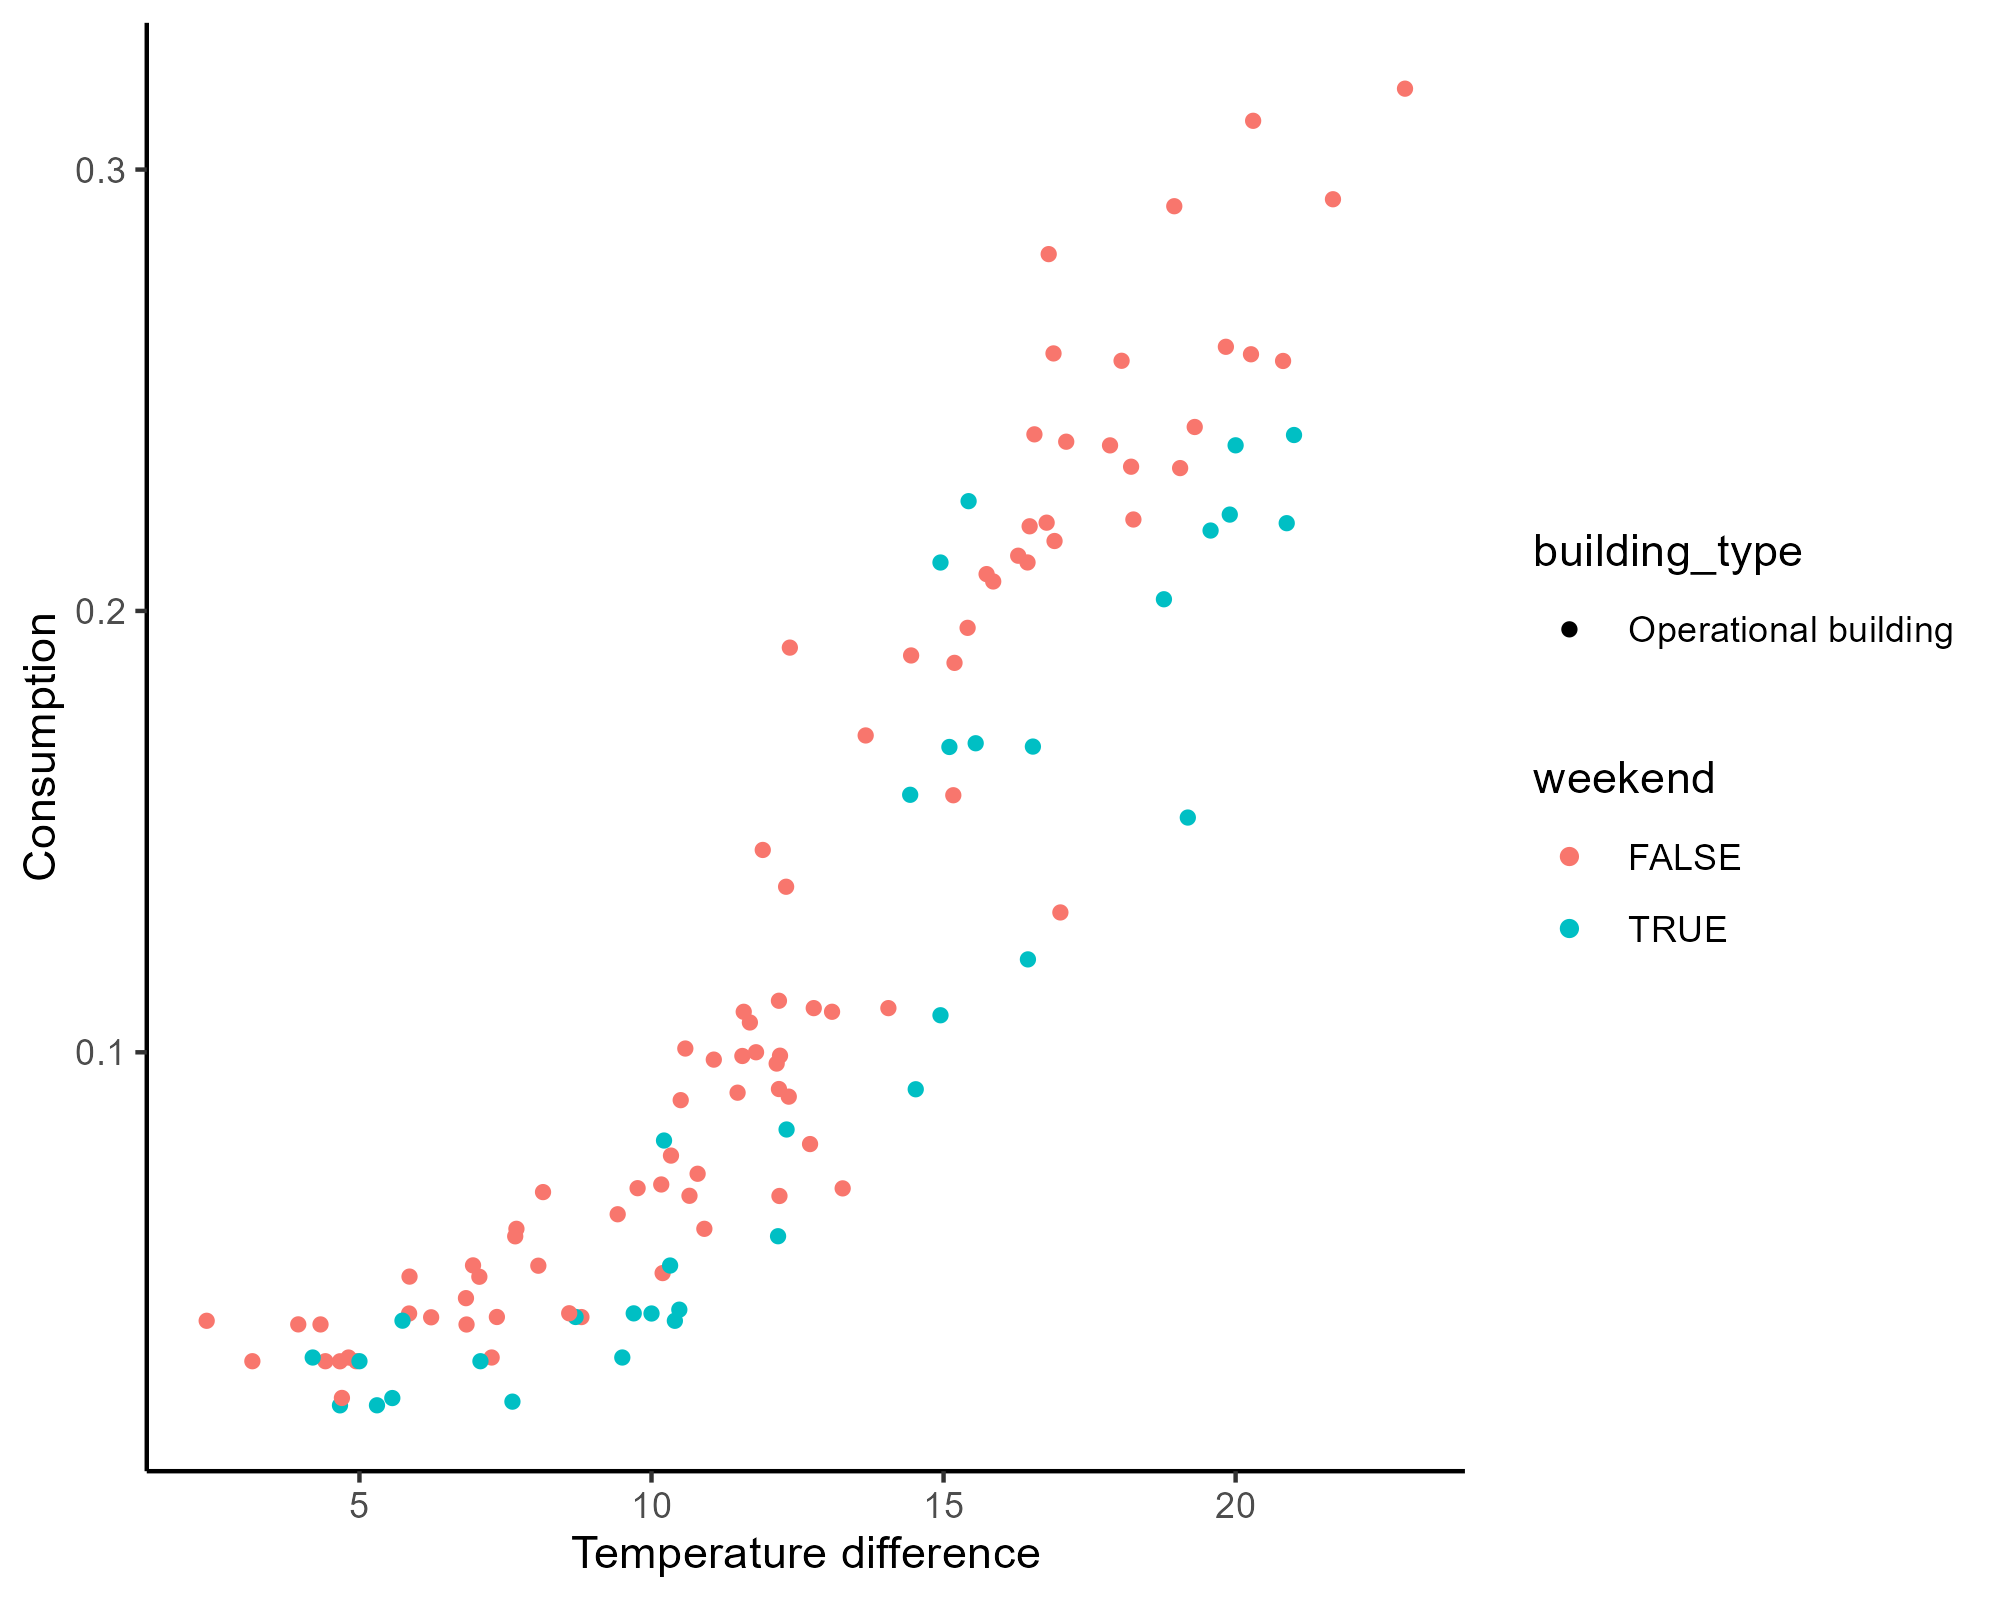 0.3
0.2
0.1
Consumption
5 10 15 20
Temperature difference
building_type
Operational building
weekend
FALSE
TRUE